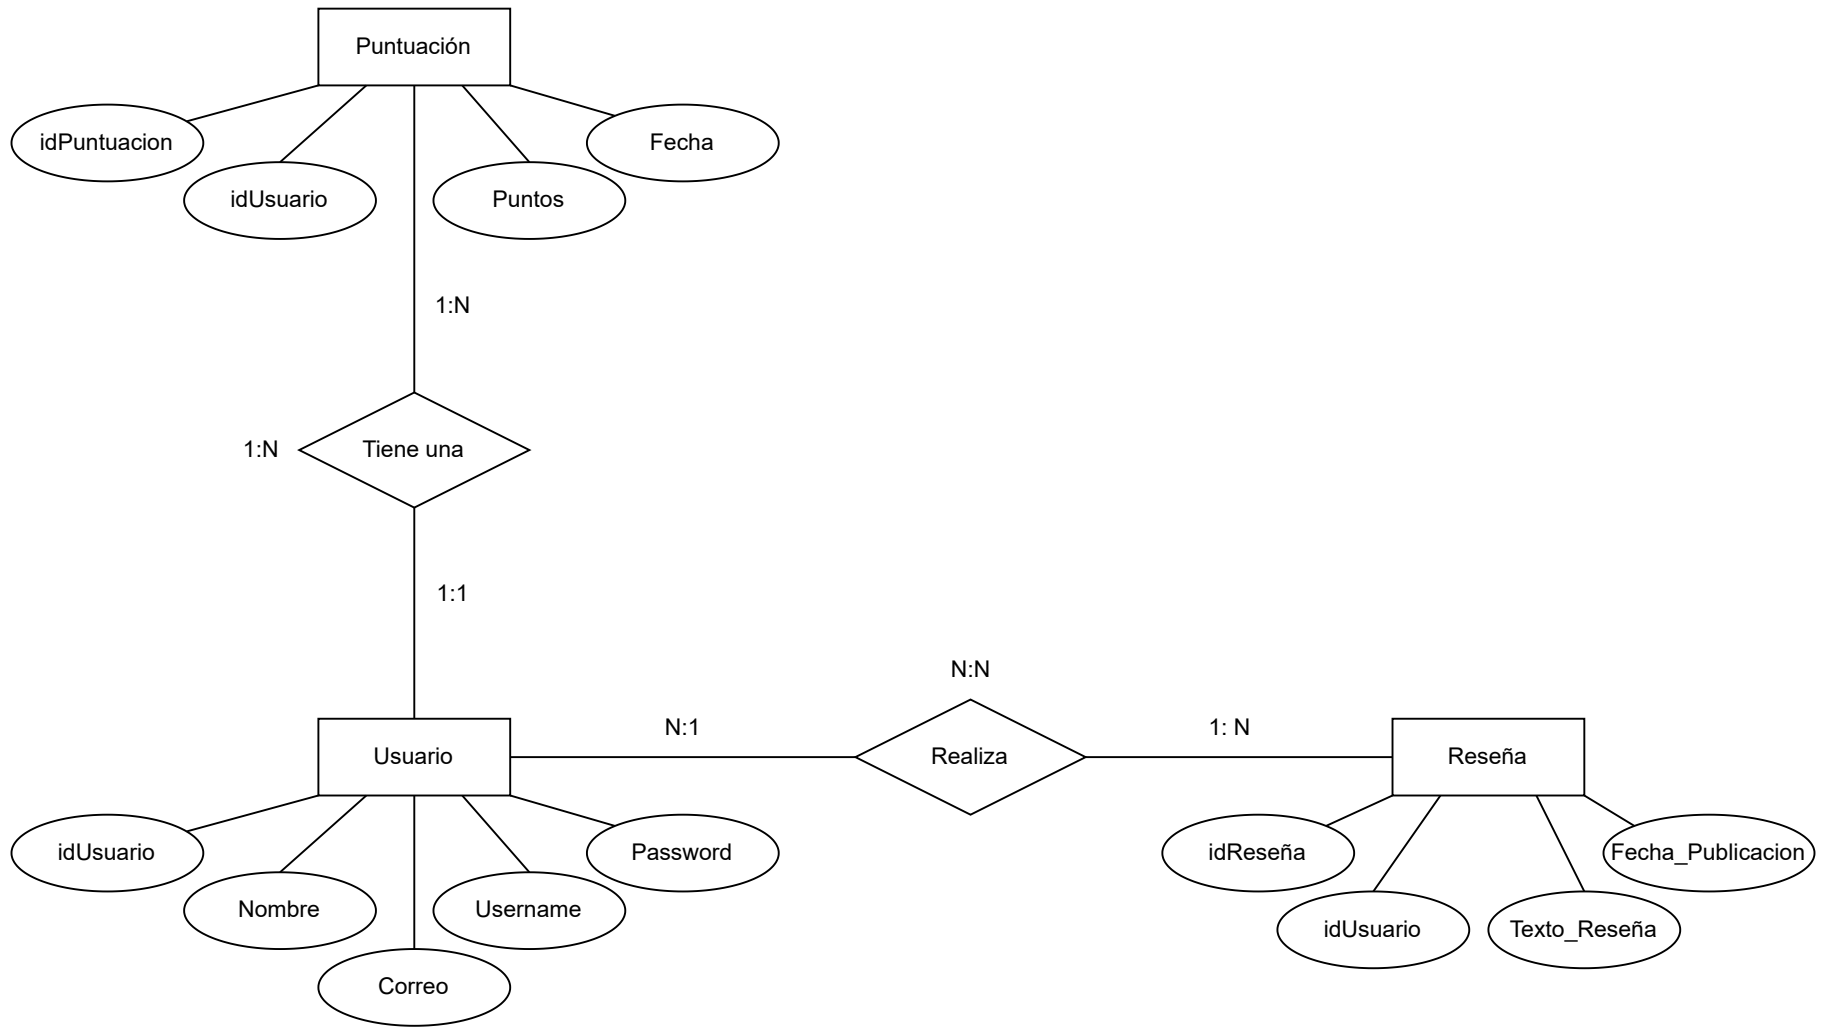 Puntuación
idPuntuacion
idUsuario
Puntos
Fecha
1:N
1:N
Tiene una
1:1
N:N
N:1
1: N
Usuario
Realiza
Reseña
idUsuario
Nombre
Correo
Username
Password
idReseña
idUsuario
Texto_Reseña
Fecha_Publicacion